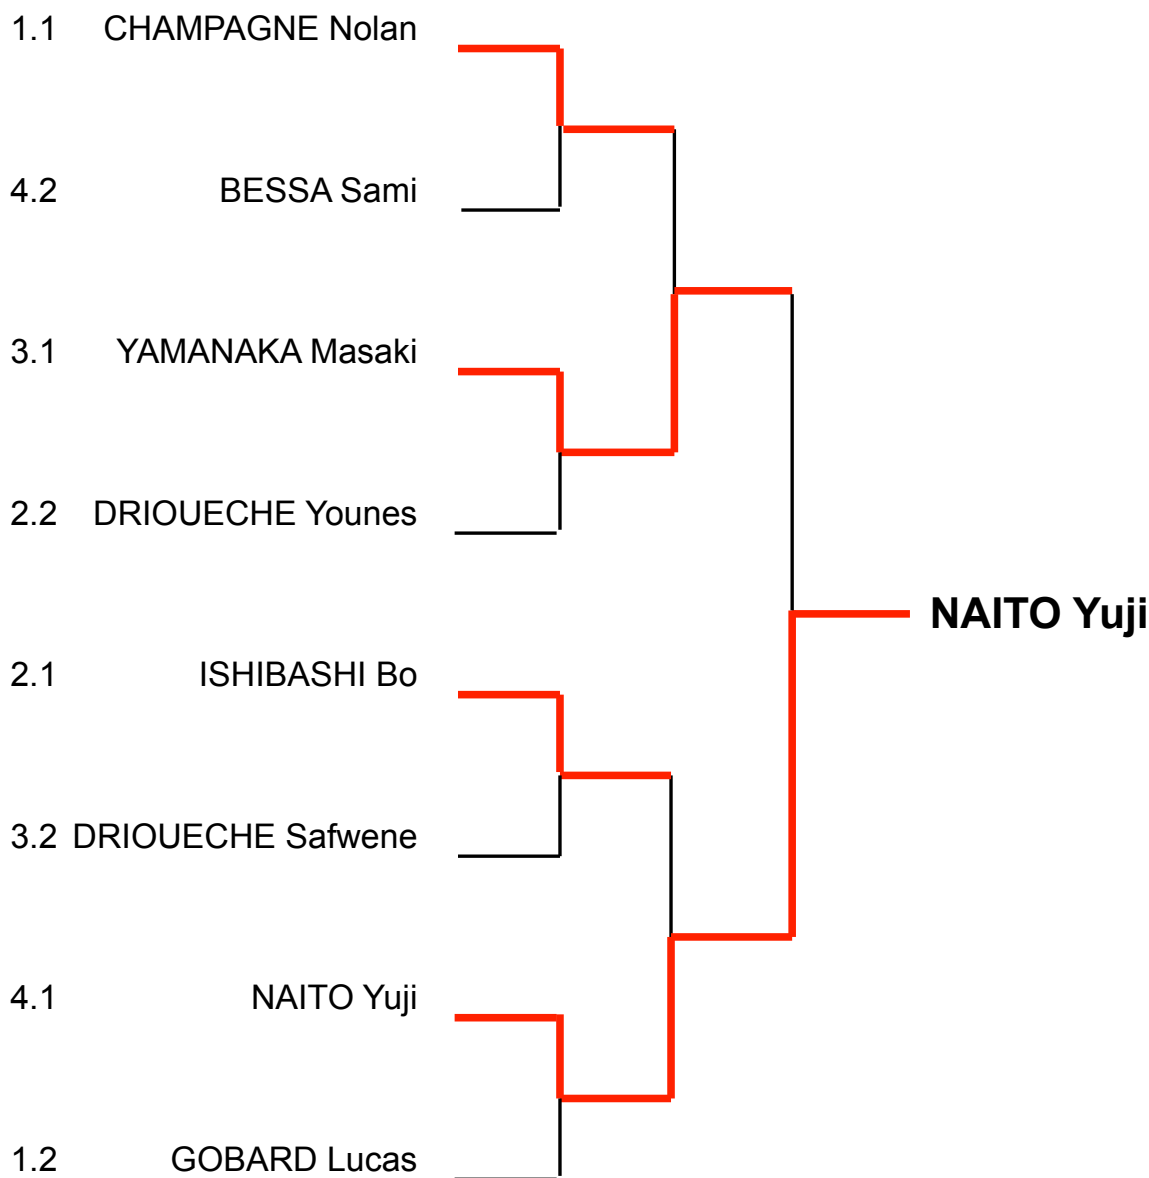 1.1 CHAMPAGNE Nolan
4.2 BESSA Sami
3.1 YAMANAKA Masaki
2.2 DRIOUECHE Younes
NAITO Yuji
2.1 ISHIBASHI Bo
3.2 DRIOUECHE Safwene
4.1 NAITO Yuji
1.2 GOBARD Lucas